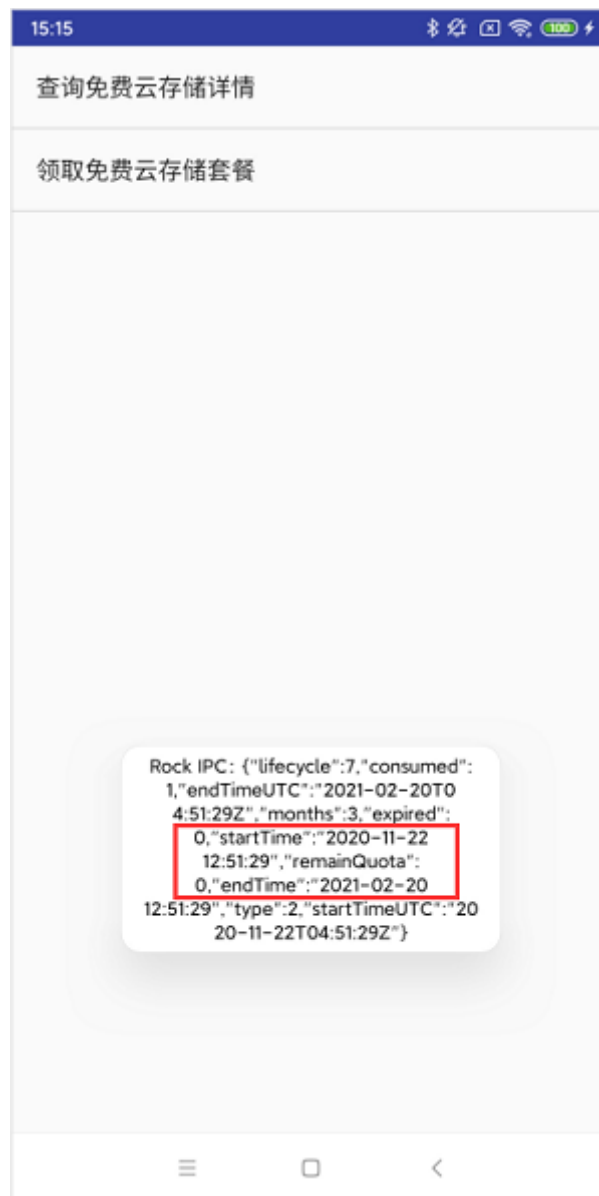 15:15
100
查询免费云存储详情
领取免费云存储套餐
Rock IPC: {"lifecycle":7,"consumed":
1,"endTimeUTC":"2021-02-20T0
4:51:29Z","months":3,"expired":
0,"startTime":"2020-11-22
12:51:29","remainQuota":
0,"endTime":"2021-02-20
12:51:29","type":2,"startTimeUTC":"20
20-11-22T04:51:29Z"}